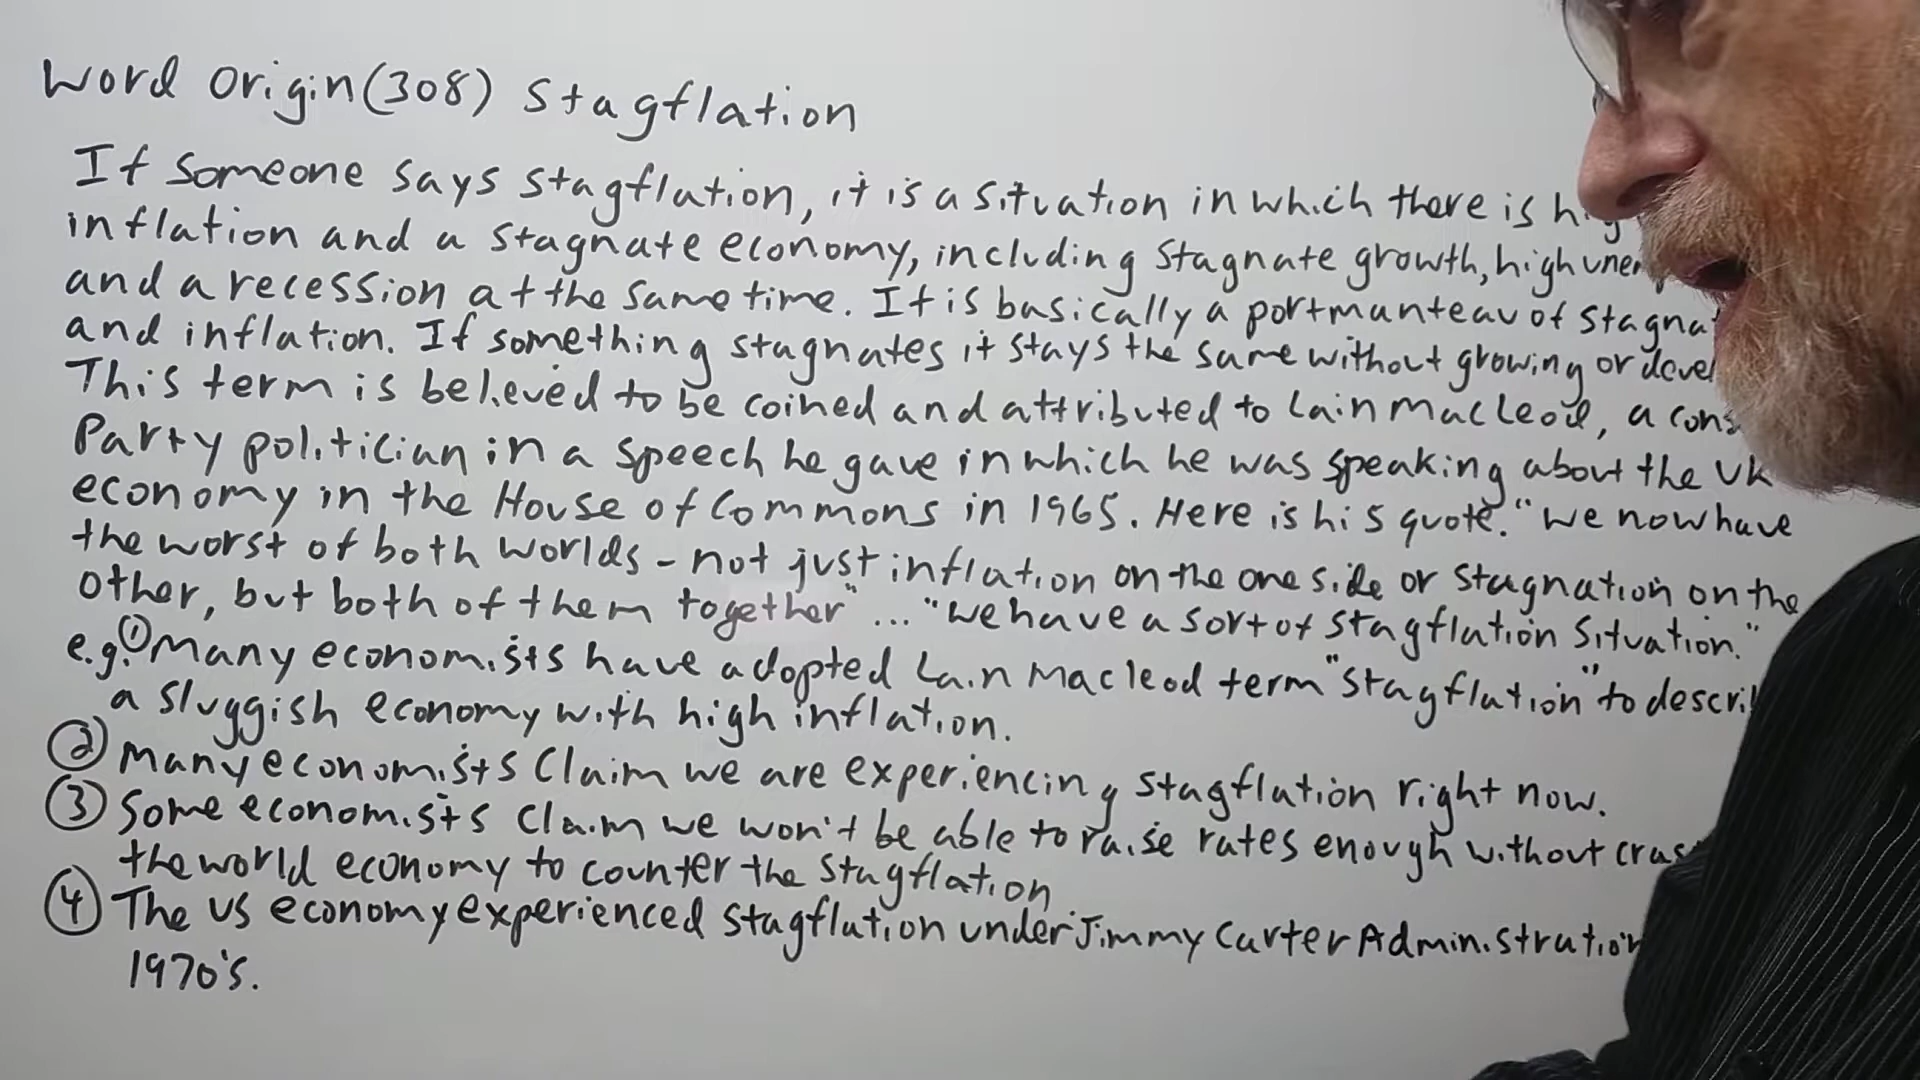 Word Origin(308) Stagflation
If someone says stagflation, it is a situation in which there is
inflation and a stagnate economy, including stagnate growth, high
and a recession at the same time. It is basically a portmanteau of
and inflation. If something stagnates it stays the same without growing or
This term is believed to be coined and attributed to Lain Macleod, a
Party politician in a speech he gave in which he was speaking about the UK
economy in the House of Commons in 1965. Here is his quote. "We now have
the worst of both worlds - not just inflation on the one side or stagnation on the
other, but both of them together" ... "we have a sort of stagflation situation."
e.g. ① Many economists have adopted Lain Macleod term "stagflation" to
a sluggish economy with high inflation.
② Many economists claim we are experiencing stagflation right now.
③ Some economists claim we won't be able to raise rates enough without
the world economy to counter the stagflation
④ The US economy experienced stagflation under Jimmy Carter Administration
1970's.